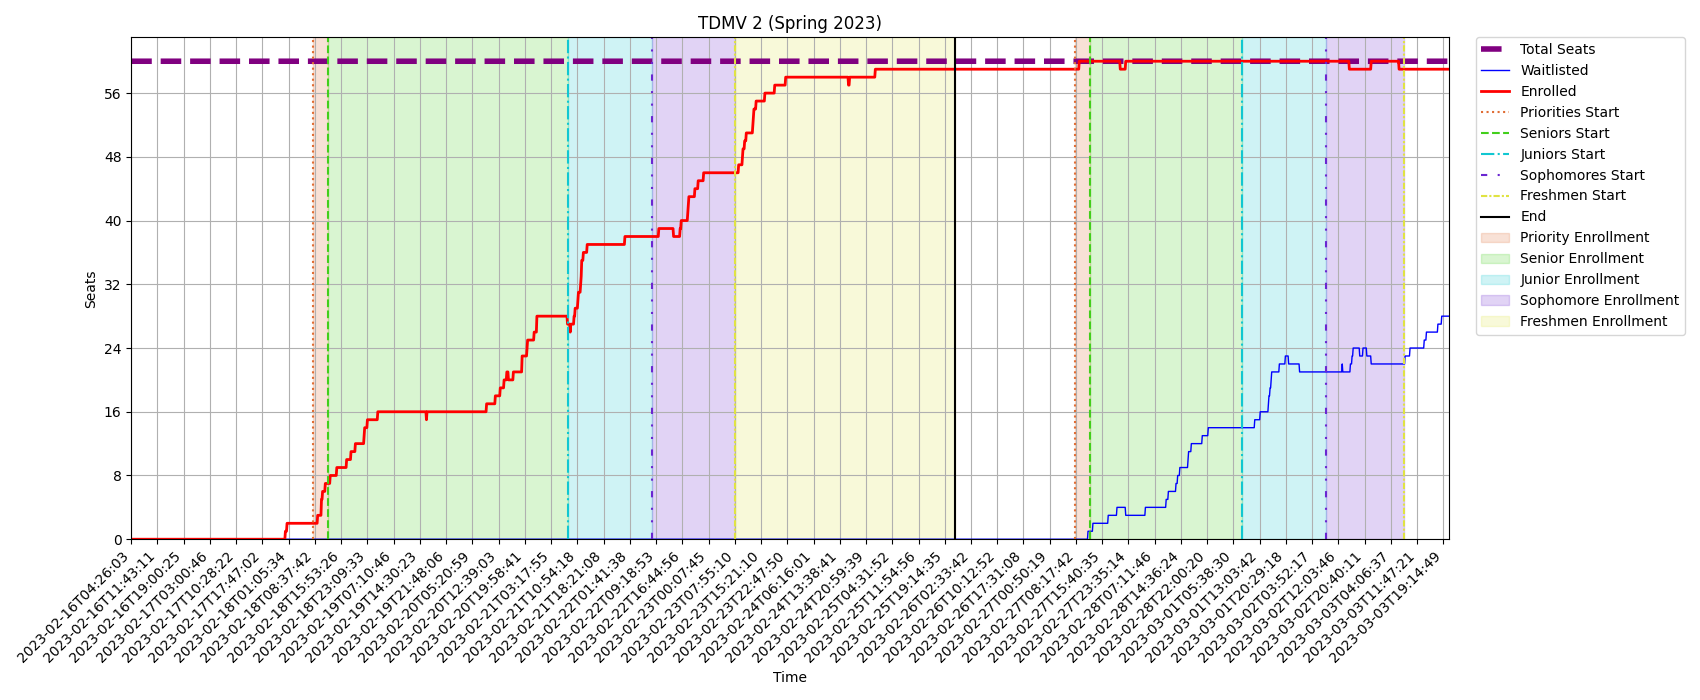 TDMV 2 (Spring 2023)
Seats
56
48
40
32
24
16
8
0
2023-02-16T04:26:03
2023-02-16T11:43:11
2023-02-16T19:00:25
2023-02-17T03:00:46
2023-02-17T10:28:22
2023-02-17T17:47:02
2023-02-18T01:05:34
2023-02-18T08:37:42
2023-02-18T15:53:26
2023-02-18T23:09:33
2023-02-19T07:10:46
2023-02-19T14:30:23
2023-02-19T21:48:06
2023-02-20T05:20:59
2023-02-20T12:39:03
2023-02-20T19:58:41
2023-02-21T03:17:55
2023-02-21T10:54:18
2023-02-21T18:21:08
2023-02-22T01:41:38
2023-02-22T09:18:53
2023-02-22T16:44:56
2023-02-23T00:07:45
2023-02-23T07:55:10
2023-02-23T15:21:10
2023-02-23T22:47:50
2023-02-24T06:16:01
2023-02-24T13:38:41
2023-02-24T20:59:39
2023-02-25T04:31:52
2023-02-25T11:54:56
2023-02-25T19:14:35
2023-02-26T02:33:42
2023-02-26T10:12:52
2023-02-26T17:31:08
2023-02-27T00:50:19
2023-02-27T08:17:42
2023-02-27T15:40:35
2023-02-27T23:35:14
2023-02-28T07:11:46
2023-02-28T14:36:24
2023-02-28T22:00:20
2023-03-01T05:38:30
2023-03-01T13:03:42
2023-03-01T20:29:18
2023-03-02T03:52:17
2023-03-02T12:03:46
2023-03-02T20:40:11
2023-03-03T04:06:37
2023-03-03T11:47:21
2023-03-03T19:14:49
Time
Total Seats
Waitlisted
Enrolled
Priorities Start
Seniors Start
Juniors Start
Sophomores Start
Freshmen Start
End
Priority Enrollment
Senior Enrollment
Junior Enrollment
Sophomore Enrollment
Freshmen Enrollment